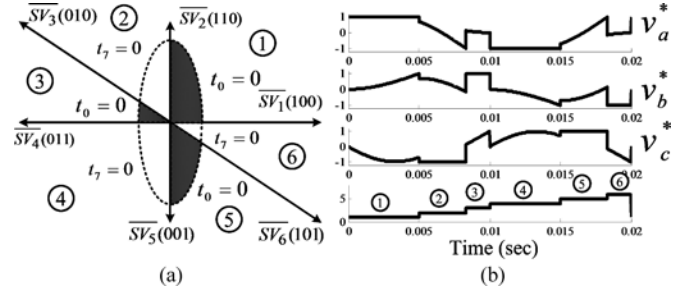 ② ① ③ ④ ⑤ ⑥
SV₃(010)
SV₂(110)
t₇ = 0
t₀ = 0
t₀ = 0
SV₁(100)
SV₄(011)
t₇ = 0
t₇ = 0
t₀ = 0
SV₅(001)
SV₆(101)
(a)
1
0
-1
0 0.005 0.01 0.015 0.02
v*ₐ
1
0
-1
0 0.005 0.01 0.015 0.02
v*_b
1
0
-1
0 0.005 0.01 0.015 0.02
v*_c
5
0
① ② ③ ④ ⑤ ⑥
0 0.005 0.01 0.015 0.02
Time (sec)
(b)